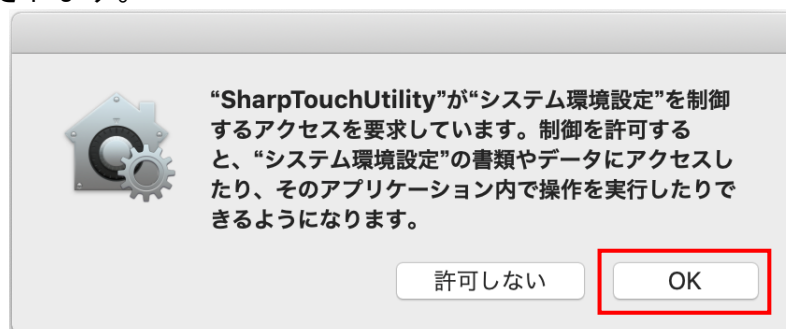 されます。
“SharpTouchUtility”が“システム環境設定”を制御
するアクセスを要求しています。制御を許可する
と、“システム環境設定”の書類やデータにアクセスし
たり、そのアプリケーション内で操作を実行したりで
きるようになります。
許可しない
OK